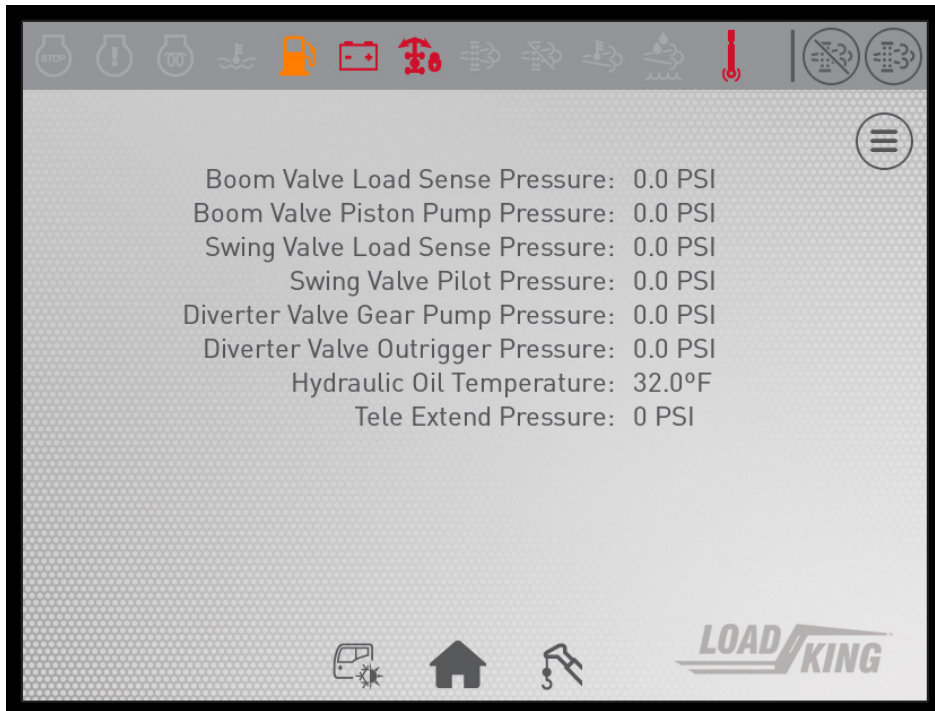 STOP
Boom Valve Load Sense Pressure: 0.0 PSI
Boom Valve Piston Pump Pressure: 0.0 PSI
Swing Valve Load Sense Pressure: 0.0 PSI
Swing Valve Pilot Pressure: 0.0 PSI
Diverter Valve Gear Pump Pressure: 0.0 PSI
Diverter Valve Outrigger Pressure: 0.0 PSI
Hydraulic Oil Temperature: 32.0ºF
Tele Extend Pressure: 0 PSI
LOAD KING